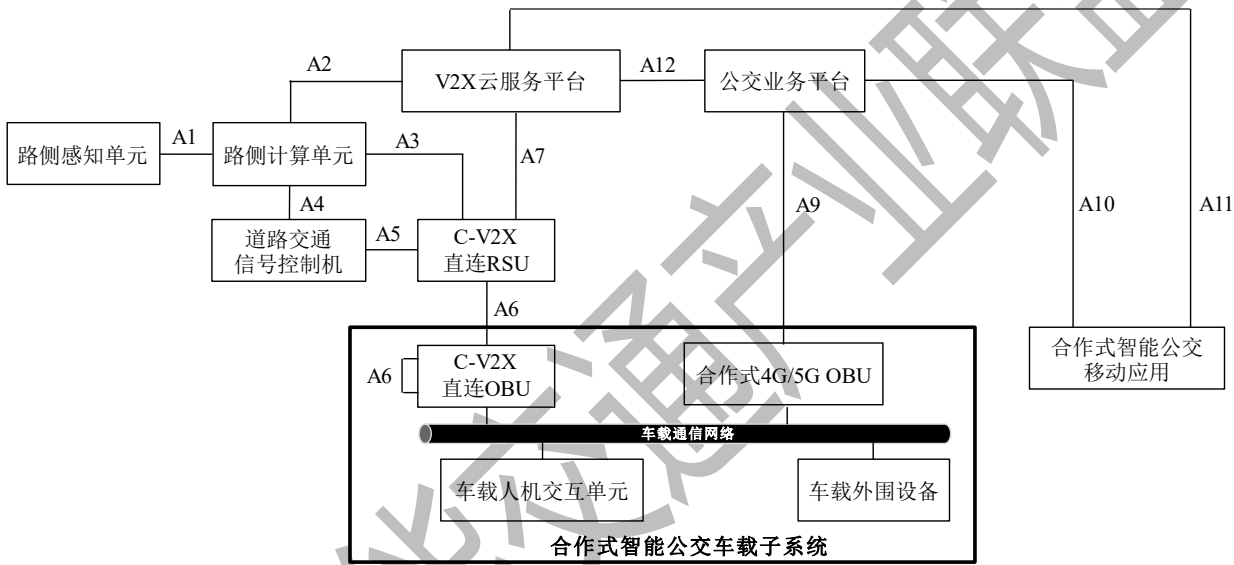 A2
V2X云服务平台
A12
公交业务平台
路侧感知单元
A1
路侧计算单元
A3
A7
A4
A9
A10
A11
道路交通
信号控制机
A5
C-V2X
直连RSU
A6
合作式智能公交
移动应用
A6
C-V2X
直连OBU
合作式4G/5G OBU
车载通信网络
车载人机交互单元
车载外围设备
合作式智能公交车载子系统
交通产业联